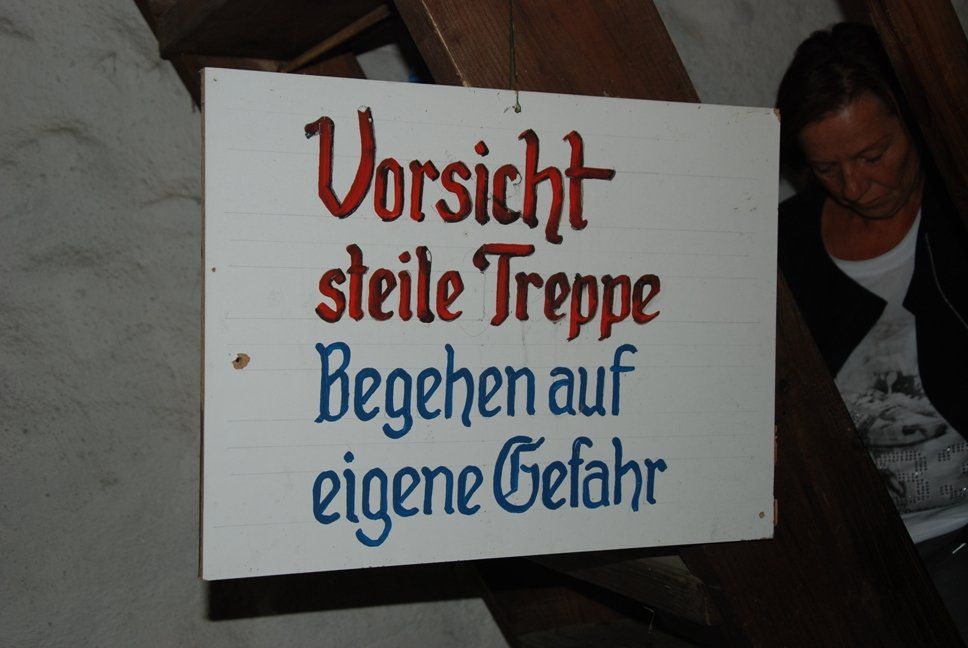 Vorsicht
steile Treppe
Begehen auf
eigene Gefahr